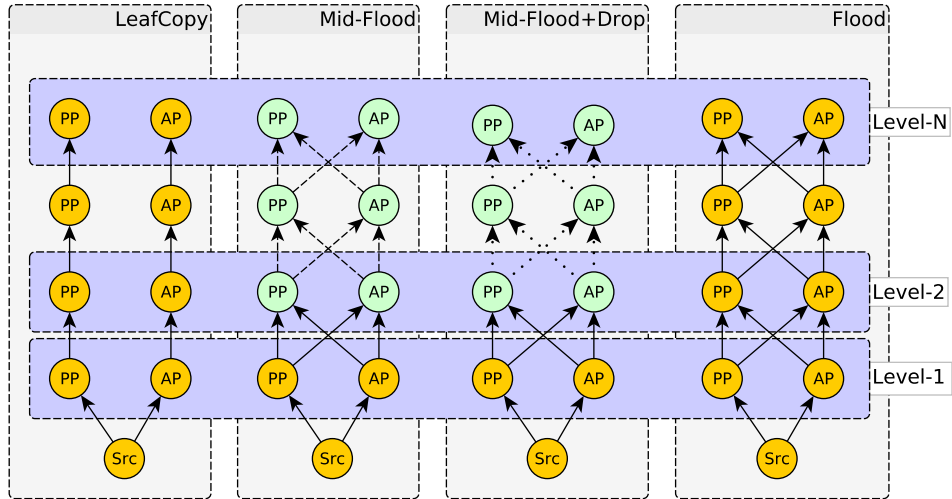 LeafCopy Mid-Flood Mid-Flood+Drop Flood
PP AP PP AP PP AP PP AP Level-N
PP AP PP AP PP AP PP AP
PP AP PP AP PP AP PP AP Level-2
PP AP PP AP PP AP PP AP Level-1
Src Src Src Src